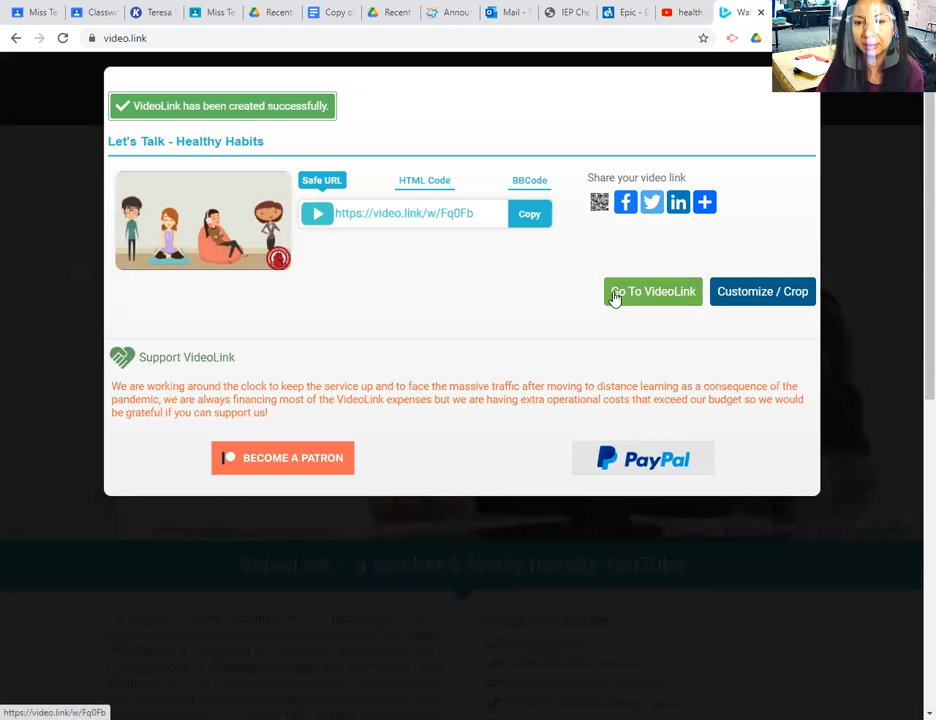 Miss Te
Classw
Teresa
Miss Te
Recent
Copy o
Recent
Annou
Mail - T
IEP Che
Epic - E
health
Wa
video.link
VideoLink has been created successfully.
Let's Talk - Healthy Habits
Safe URL
HTML Code
BBCode
Share your video link
https://video.link/w/Fq0Fb
Copy
Go To VideoLink
Customize / Crop
Support VideoLink
We are working around the clock to keep the service up and to face the massive traffic after moving to distance learning as a consequence of the
pandemic, we are always financing most of the VideoLink expenses but we are having extra operational costs that exceed our budget so we would
be grateful if you can support us!
BECOME A PATRON
PayPal
VideoLink – a teacher & family friendly YouTube
https://video.link/w/Fq0Fb